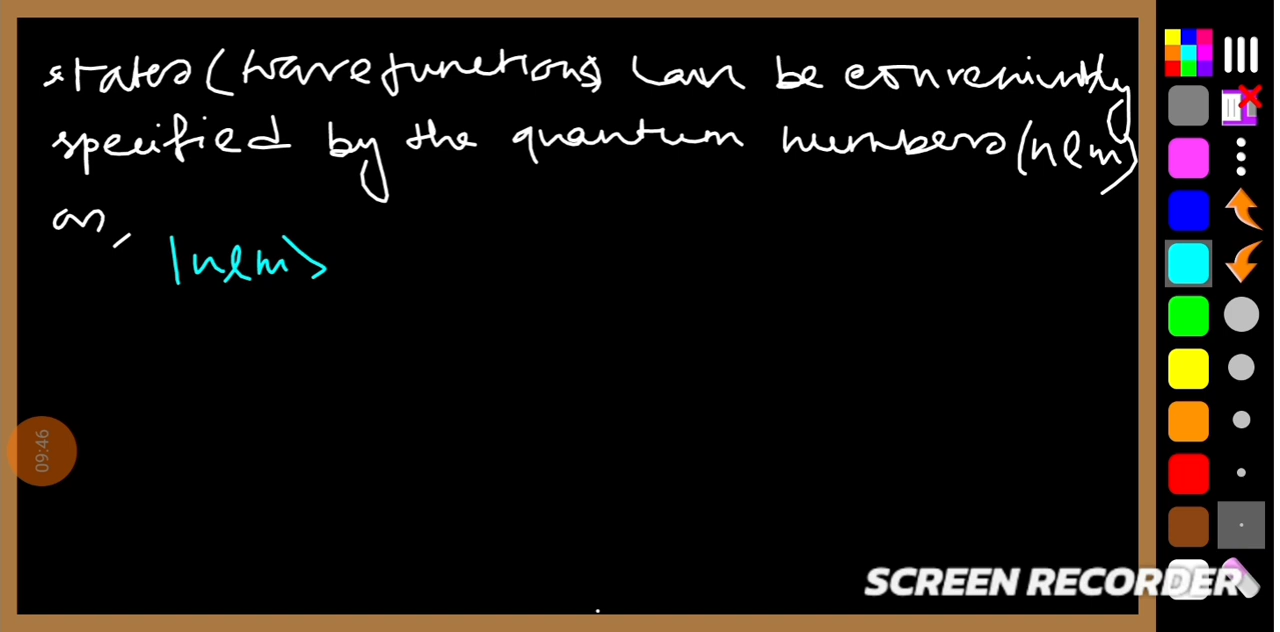 states (wavefunctions) can be conveniently
specified by the quantum numbers (nlm)
as,
|nlm>
09:46
SCREEN RECORDER